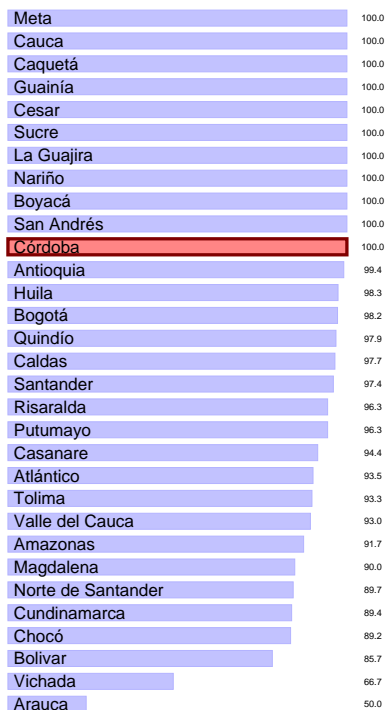 Meta 100.0
Cauca 100.0
Caquetá 100.0
Guainía 100.0
Cesar 100.0
Sucre 100.0
La Guajira 100.0
Nariño 100.0
Boyacá 100.0
San Andrés 100.0
Córdoba 100.0
Antioquia 99.4
Huila 98.3
Bogotá 98.2
Quindío 97.9
Caldas 97.7
Santander 97.4
Risaralda 96.3
Putumayo 96.3
Casanare 94.4
Atlántico 93.5
Tolima 93.3
Valle del Cauca 93.0
Amazonas 91.7
Magdalena 90.0
Norte de Santander 89.7
Cundinamarca 89.4
Chocó 89.2
Bolivar 85.7
Vichada 66.7
Arauca 50.0